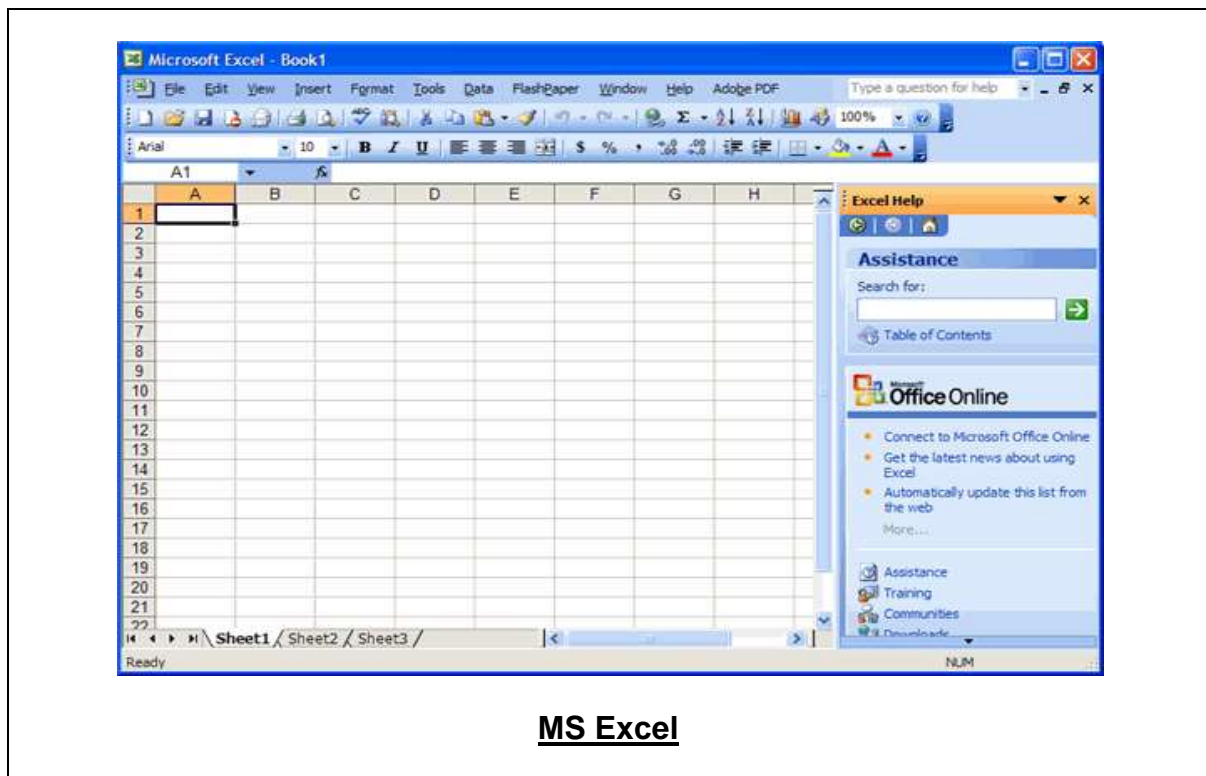 Microsoft Excel - Book1
File Edit View Insert Format Tools Data FlashPaper Window Help Adobe PDF Type a question for help
100%
Arial 10 B I U $ % ,
A1 fx
A B C D E F G H
1
2
3
4
5
6
7
8
9
10
11
12
13
14
15
16
17
18
19
20
21
22
Excel Help
Assistance
Search for:
Table of Contents
Microsoft
Office Online
Connect to Microsoft Office Online
Get the latest news about using
Excel
Automatically update this list from
the web
More...
Assistance
Training
Communities
Downloads
Sheet1 Sheet2 Sheet3
Ready NUM
MS Excel